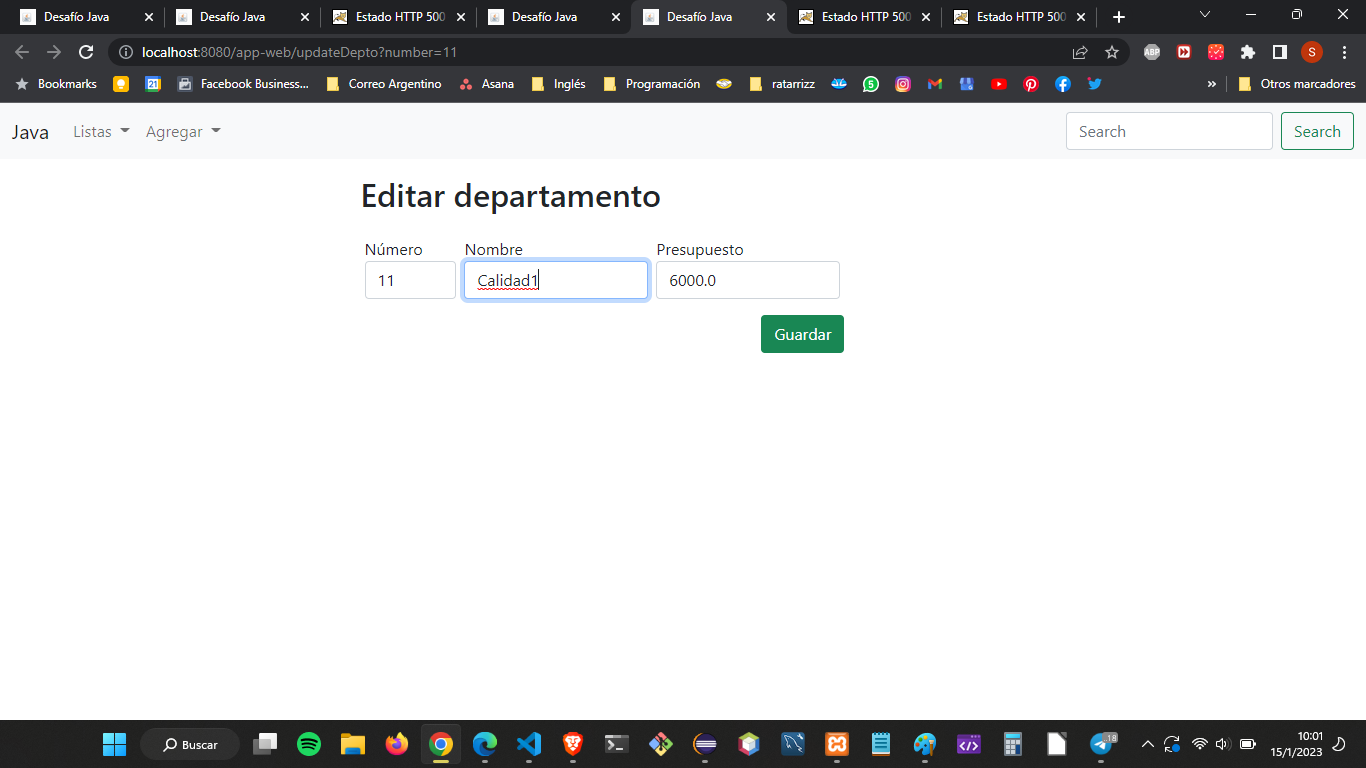 Desafío Java
Desafío Java
Estado HTTP 500
Desafío Java
Desafío Java
Estado HTTP 500
Estado HTTP 500
localhost:8080/app-web/updateDepto?number=11
ABP
S
Bookmarks
21
Facebook Business...
Correo Argentino
Asana
Inglés
Programación
ratarrizz
5
»
Otros marcadores
Java
Listas
Agregar
Search
Search
Editar departamento
Número
Nombre
Presupuesto
11
Calidad1
6000.0
Guardar
Buscar
18
10:01
15/1/2023